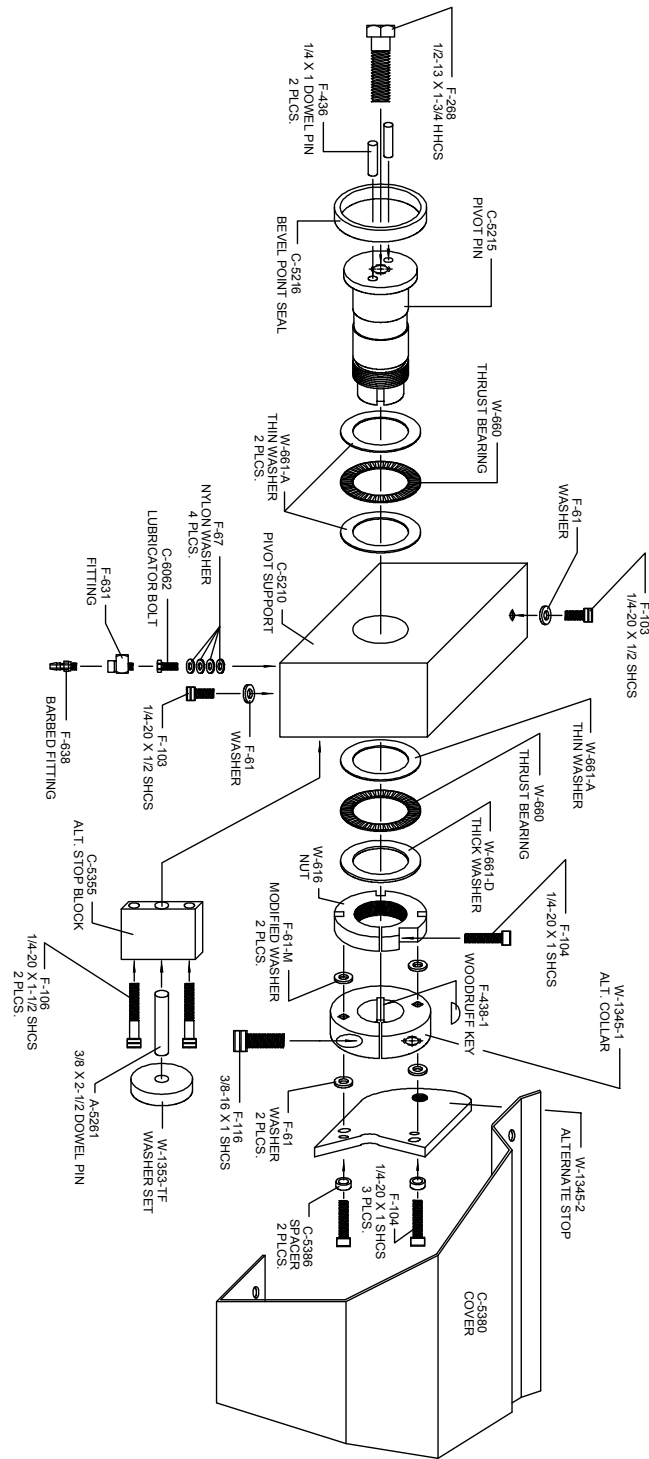 F-268
1/2-13 X 1-3/4 HHCS
F-436
1/4 X 1 DOWEL PIN
2 PLCS.
C-5215
PIVOT PIN
C-5216
BEVEL POINT SEAL
W-660
THRUST BEARING
W-661-A
THIN WASHER
2 PLCS.
F-61
WASHER
F-103
1/4-20 X 1/2 SHCS
C-5210
PIVOT SUPPORT
F-67
NYLON WASHER
4 PLCS.
C-6062
LUBRICATOR BOLT
F-631
FITTING
F-638
BARBED FITTING
F-103
1/4-20 X 1/2 SHCS
F-61
WASHER
W-661-A
THIN WASHER
W-660
THRUST BEARING
W-661-D
THICK WASHER
W-616
NUT
F-104
1/4-20 X 1 SHCS
F-61-M
MODIFIED WASHER
2 PLCS.
F-438-1
WOODRUFF KEY
W-1345-1
ALT. COLLAR
C-5355
ALT. STOP BLOCK
F-106
1/4-20 X 1-1/2 SHCS
2 PLCS.
A-5261
3/8 X 2-1/2 DOWEL PIN
W-1353-TF
WASHER SET
F-116
3/8-16 X 1 SHCS
F-61
WASHER
2 PLCS.
W-1345-2
ALTERNATE STOP
F-104
1/4-20 X 1 SHCS
3 PLCS.
C-5386
SPACER
2 PLCS.
C-5380
COVER